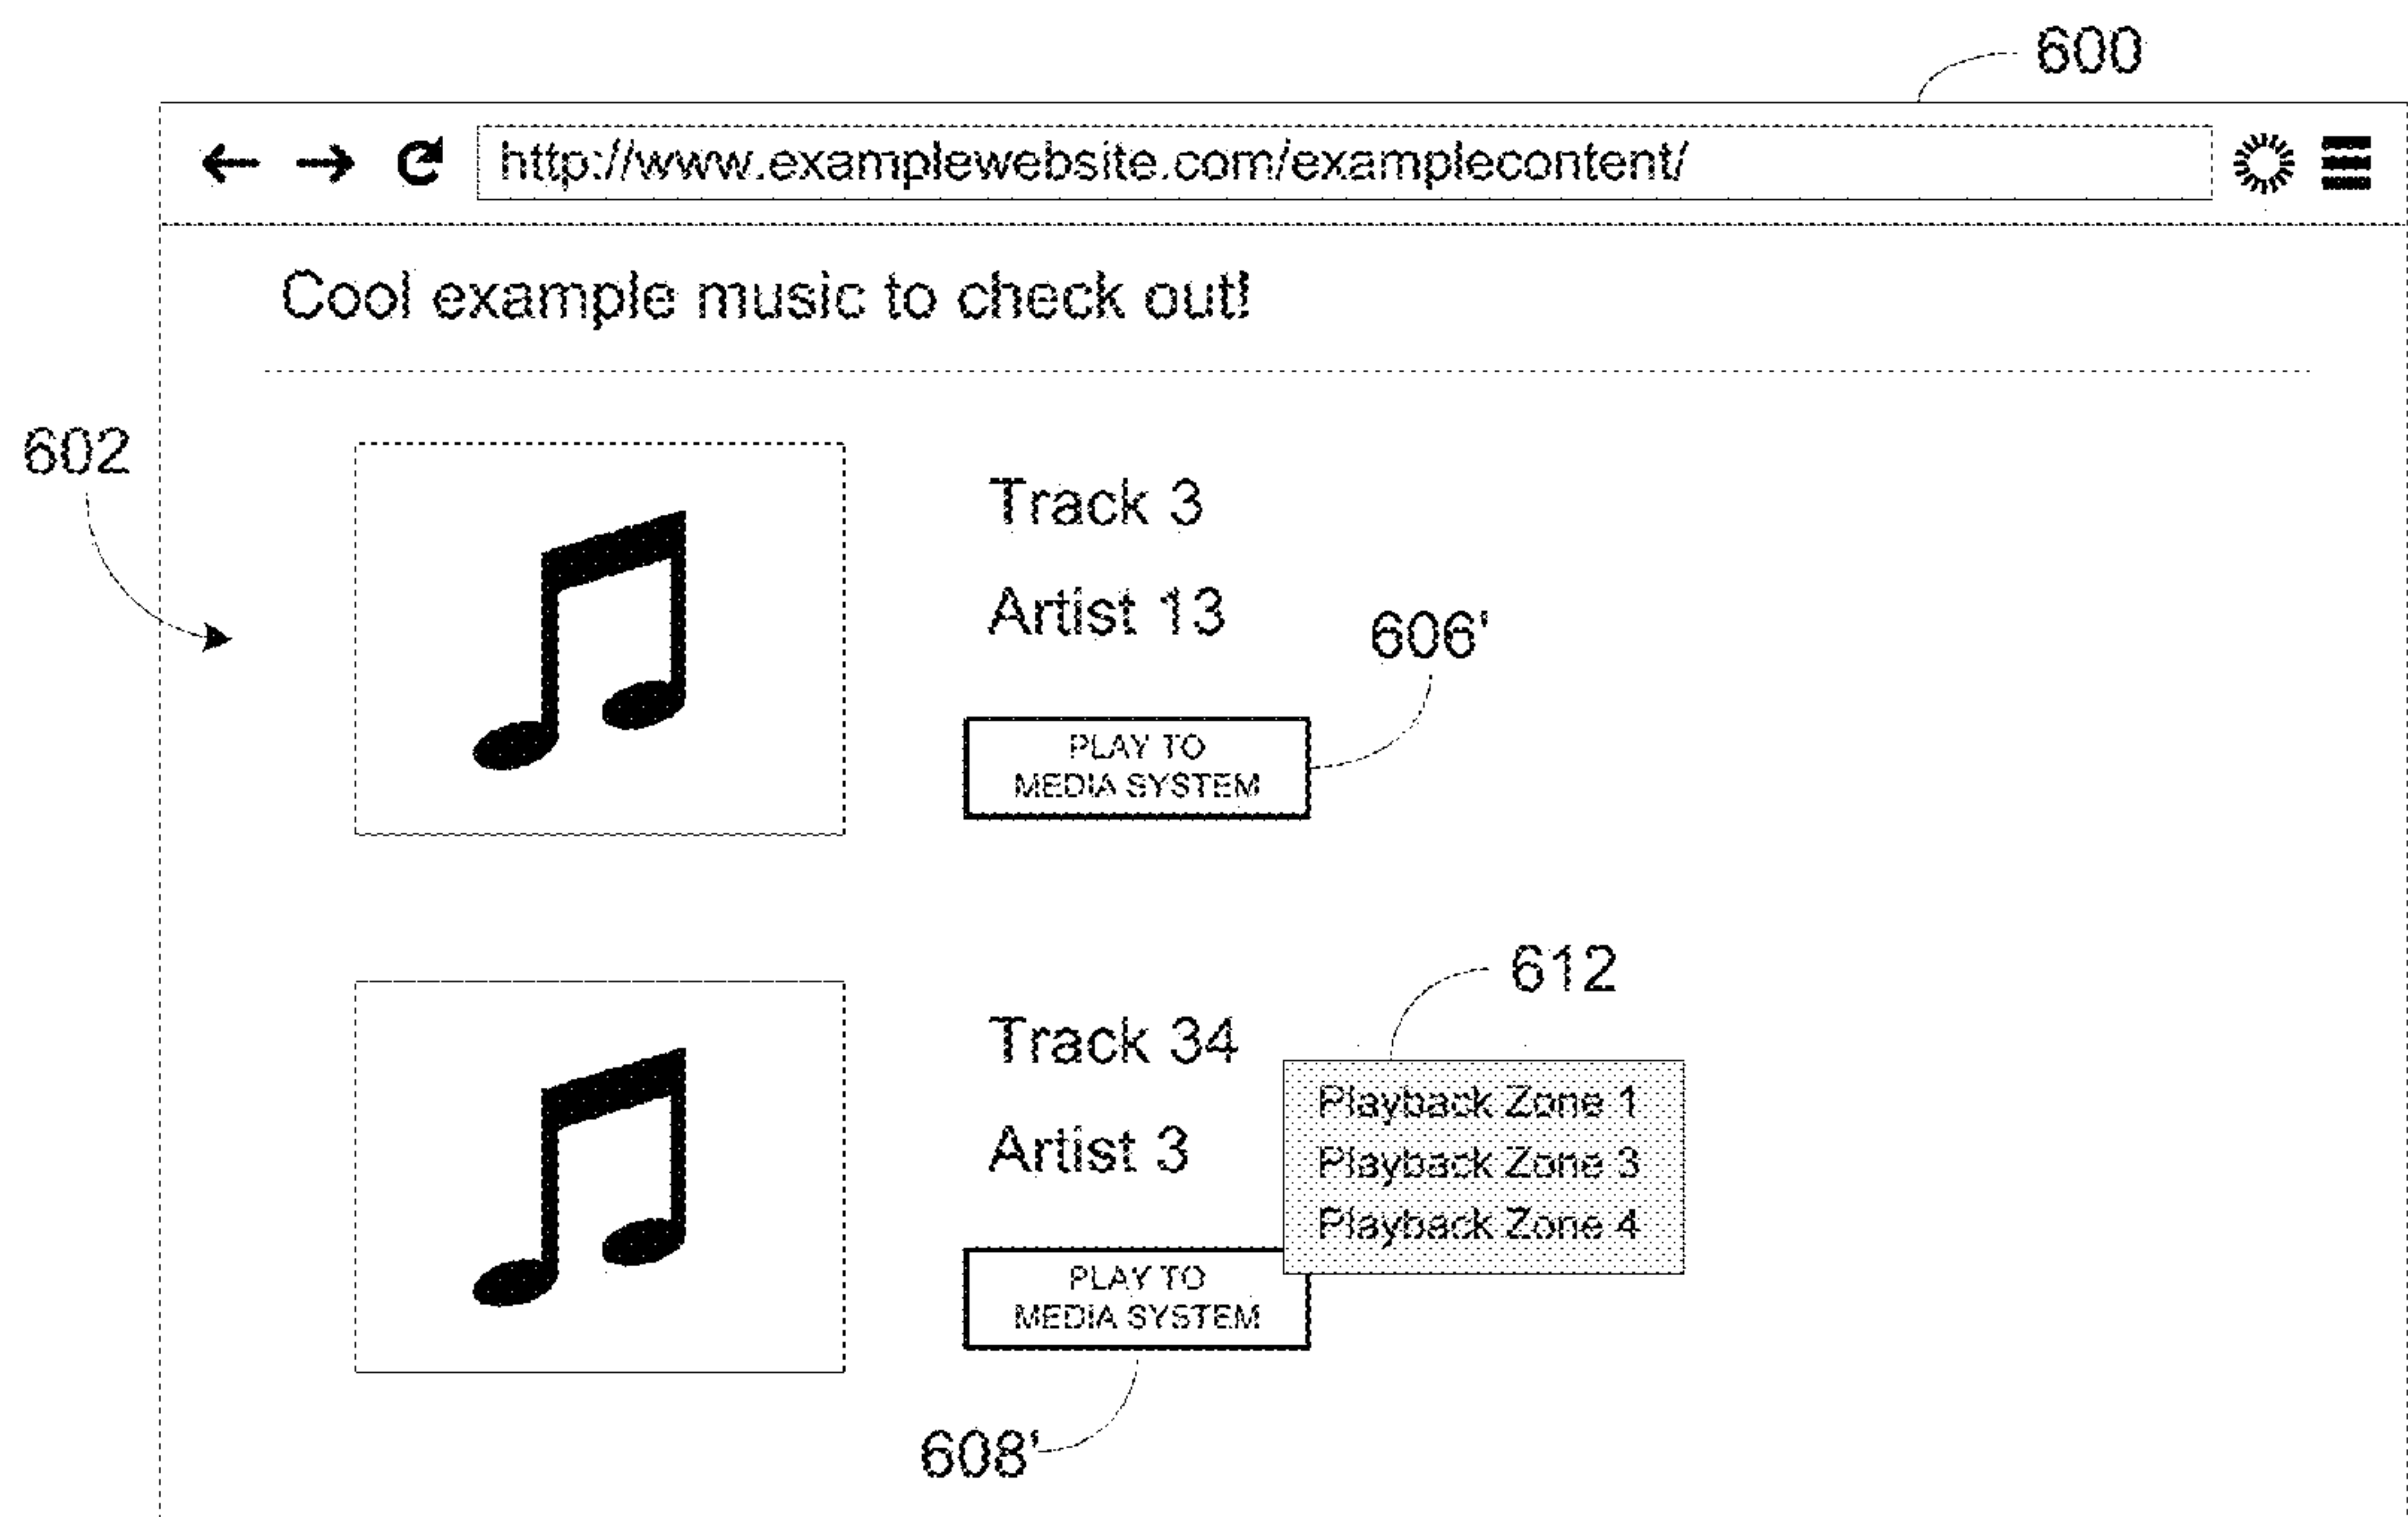 600
http://www.examplewebsite.com/examplecontent/
Cool example music to check out!
602
Track 3
Artist 13
606'
PLAY TO
MEDIA SYSTEM
612
Track 34
Artist 3
Playback Zone 1
Playback Zone 3
Playback Zone 4
PLAY TO
MEDIA SYSTEM
608'